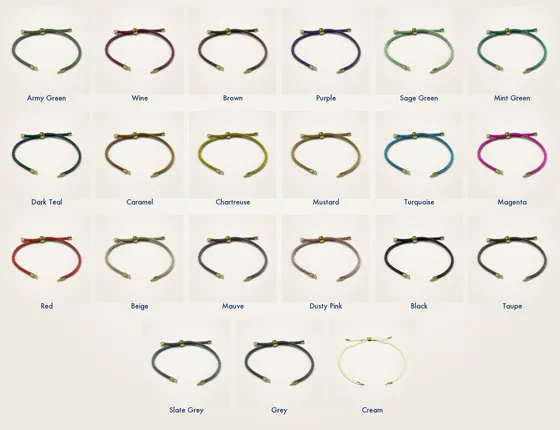 Army Green
Wine
Brown
Purple
Sage Green
Mint Green
Dark Teal
Caramel
Chartreuse
Mustard
Turquoise
Magenta
Red
Beige
Mauve
Dusty Pink
Black
Taupe
Slate Grey
Grey
Cream